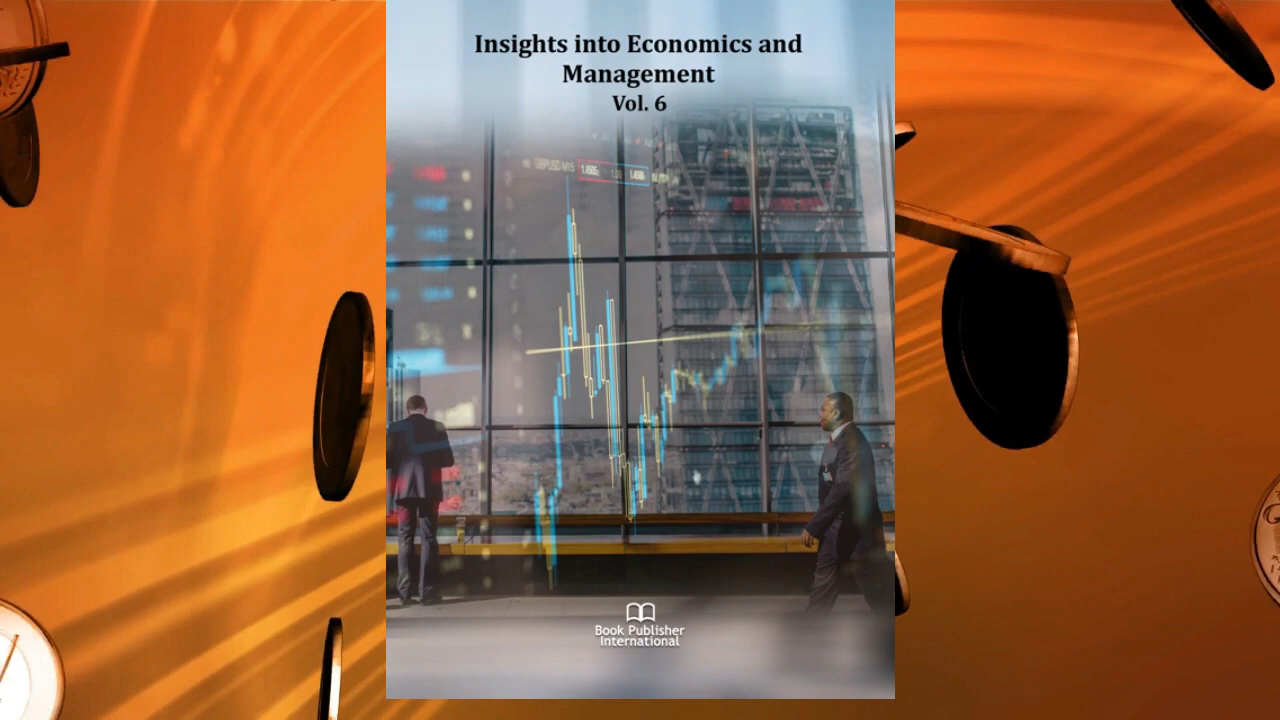 Insights into Economics and
Management
Vol. 6
Book Publisher
International